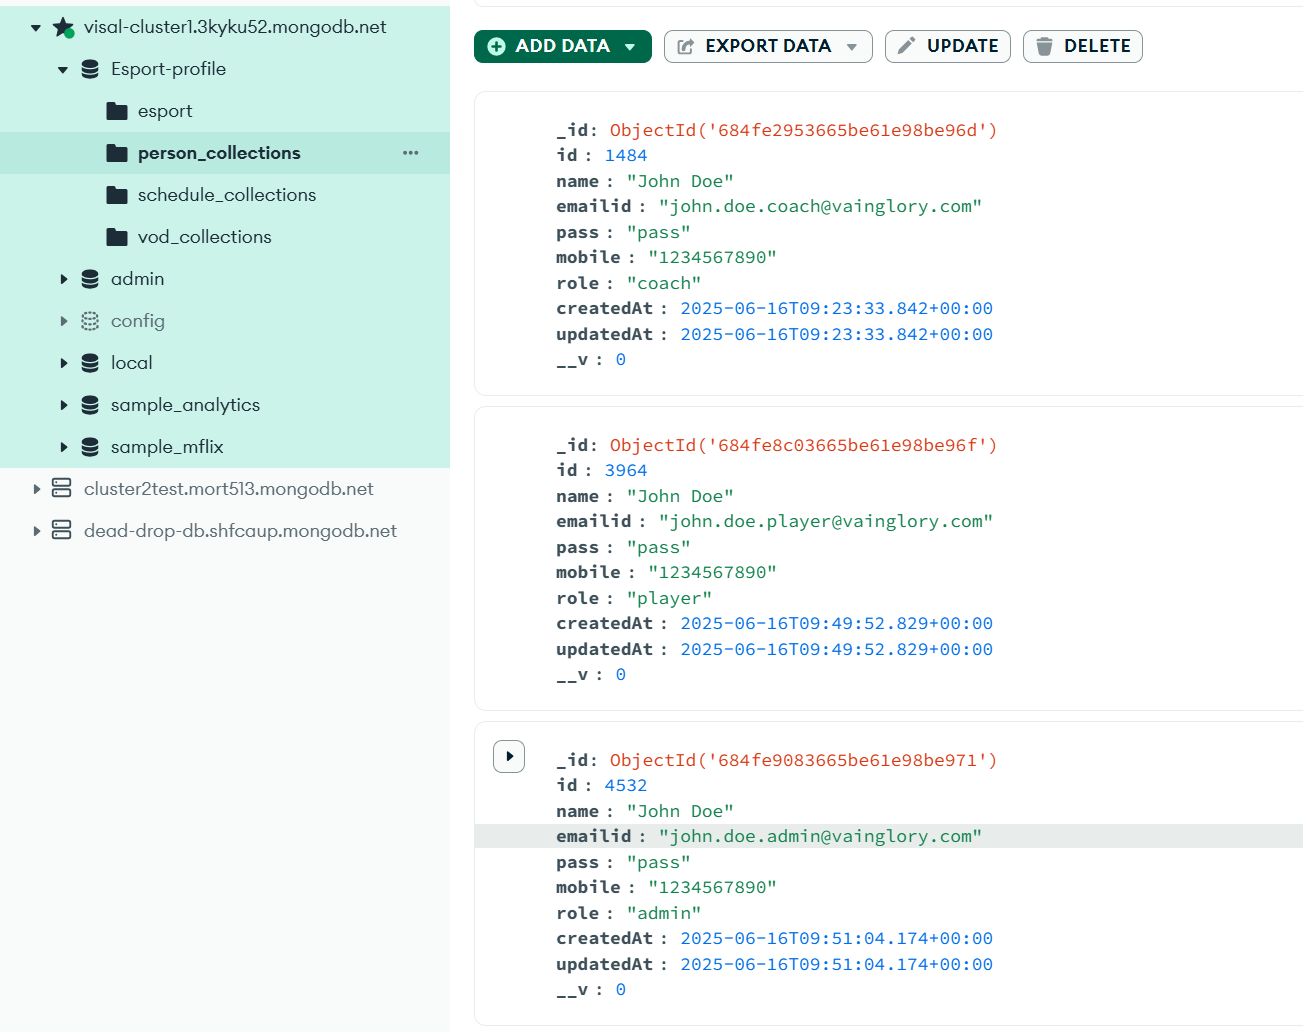 visal-cluster1.3kyku52.mongodb.net
Esport-profile
esport
person_collections
schedule_collections
vod_collections
admin
config
local
sample_analytics
sample_mflix
cluster2test.mort513.mongodb.net
dead-drop-db.shfcaup.mongodb.net
ADD DATA EXPORT DATA UPDATE DELETE
_id: ObjectId('684fe2953665be61e98be96d')
id : 1484
name : "John Doe"
emailid : "john.doe.coach@vainglory.com"
pass : "pass"
mobile : "1234567890"
role : "coach"
createdAt : 2025-06-16T09:23:33.842+00:00
updatedAt : 2025-06-16T09:23:33.842+00:00
__v : 0
_id: ObjectId('684fe8c03665be61e98be96f')
id : 3964
name : "John Doe"
emailid : "john.doe.player@vainglory.com"
pass : "pass"
mobile : "1234567890"
role : "player"
createdAt : 2025-06-16T09:49:52.829+00:00
updatedAt : 2025-06-16T09:49:52.829+00:00
__v : 0
_id: ObjectId('684fe9083665be61e98be971')
id : 4532
name : "John Doe"
emailid : "john.doe.admin@vainglory.com"
pass : "pass"
mobile : "1234567890"
role : "admin"
createdAt : 2025-06-16T09:51:04.174+00:00
updatedAt : 2025-06-16T09:51:04.174+00:00
__v : 0